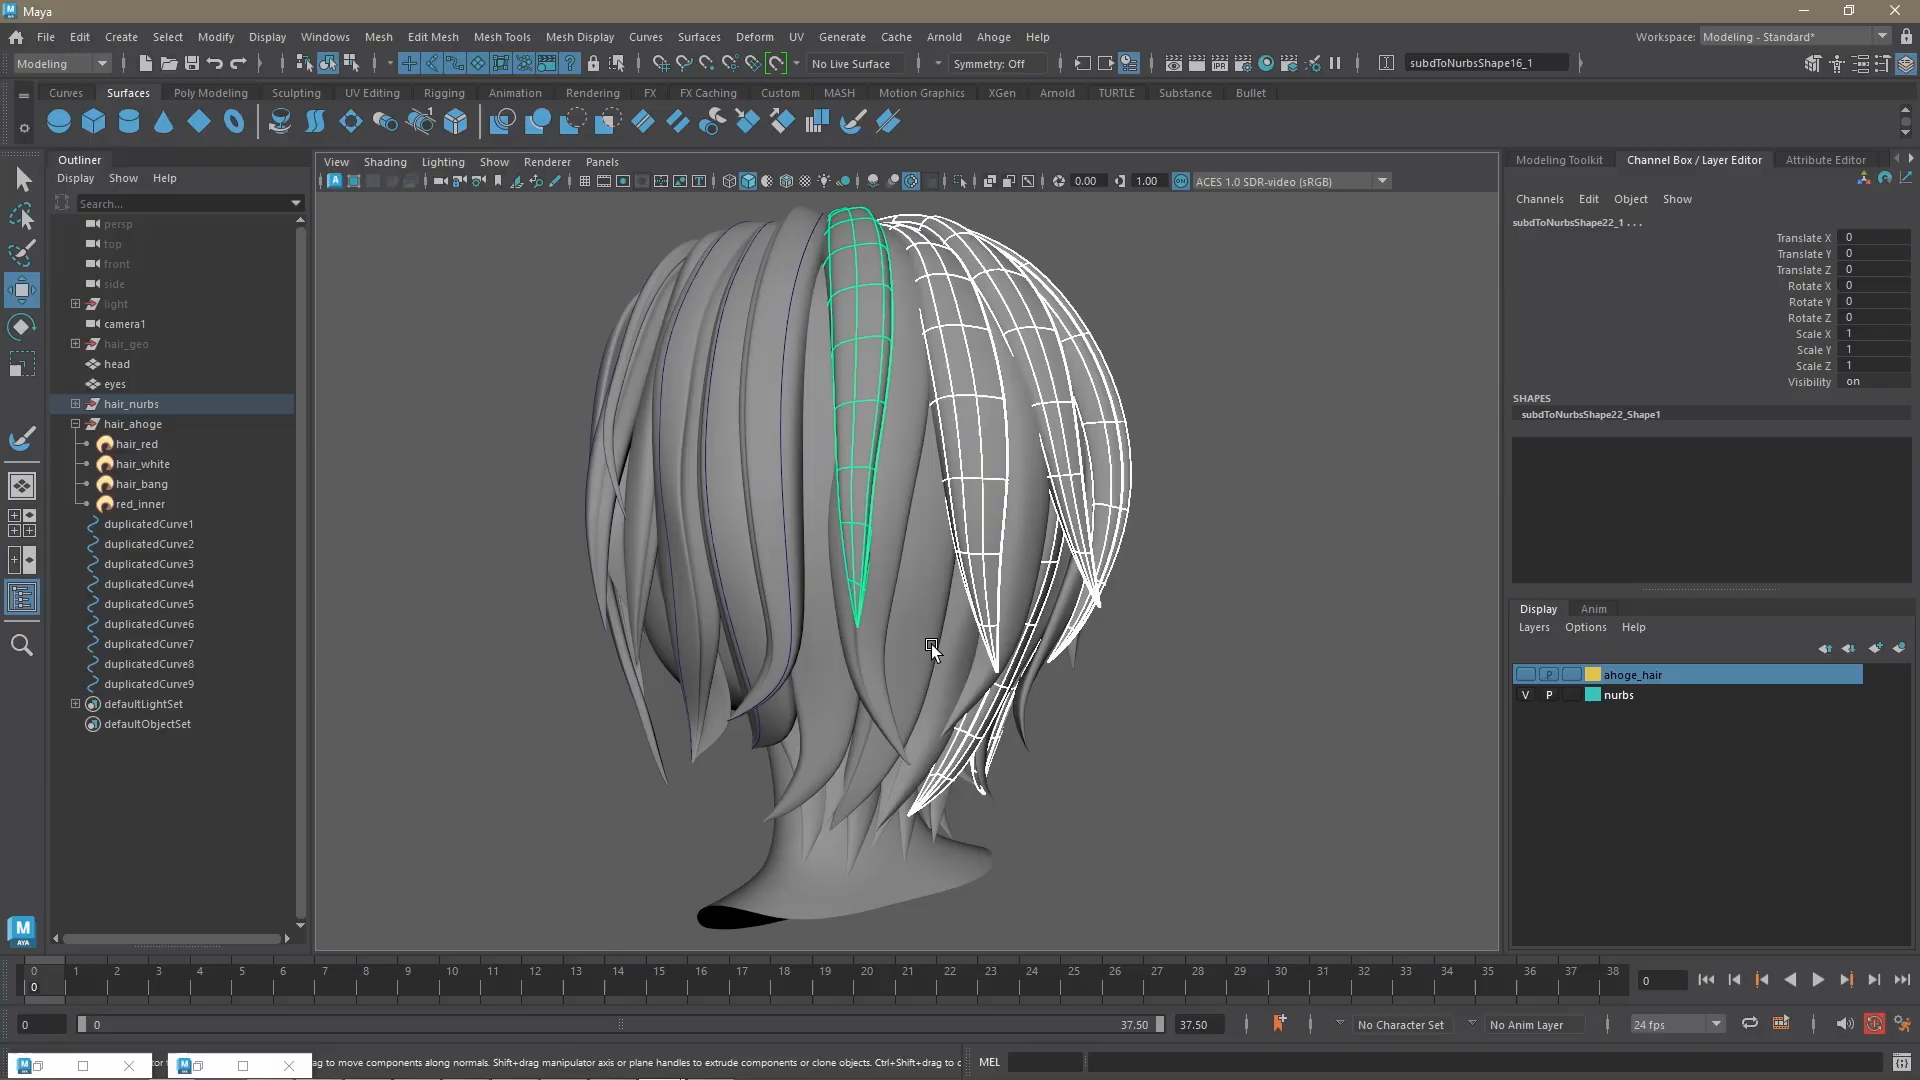 Maya
File Edit Create Select Modify Display Windows Mesh Edit Mesh Mesh Tools Mesh Display Curves Surfaces Deform UV Generate Cache Arnold Ahoge Help
Workspace: Modeling - Standard*
Modeling
No Live Surface
Symmetry: Off
subdToNurbsShape16_1
Curves Surfaces Poly Modeling Sculpting UV Editing Rigging Animation Rendering FX FX Caching Custom MASH Motion Graphics XGen Arnold TURTLE Substance Bullet
Outliner
Display Show Help
Search...
persp
top
front
side
light
camera1
hair_geo
head
eyes
hair_nurbs
hair_ahoge
hair_red
hair_white
hair_bang
red_inner
duplicatedCurve1
duplicatedCurve2
duplicatedCurve3
duplicatedCurve4
duplicatedCurve5
duplicatedCurve6
duplicatedCurve7
duplicatedCurve8
duplicatedCurve9
defaultLightSet
defaultObjectSet
View Shading Lighting Show Renderer Panels
0.00 1.00 ACES 1.0 SDR-video (sRGB)
Modeling Toolkit Channel Box / Layer Editor Attribute Editor
Channels Edit Object Show
subdToNurbsShape22_1 . . .
Translate X 0
Translate Y 0
Translate Z 0
Rotate X 0
Rotate Y 0
Rotate Z 0
Scale X 1
Scale Y 1
Scale Z 1
Visibility on
SHAPES
subdToNurbsShape22_Shape1
Display Anim
Layers Options Help
P ahoge_hair
V P nurbs
0 1 2 3 4 5 6 7 8 9 10 11 12 13 14 15 16 17 18 19 20 21 22 23 24 25 26 27 28 29 30 31 32 33 34 35 36 37 38
0
0
0 0 37.50 37.50
No Character Set
No Anim Layer
24 fps
ag to move components along normals. Shift+drag manipulator axis or plane handles to extrude components or clone objects. Ctrl+Shift+drag to c
MEL